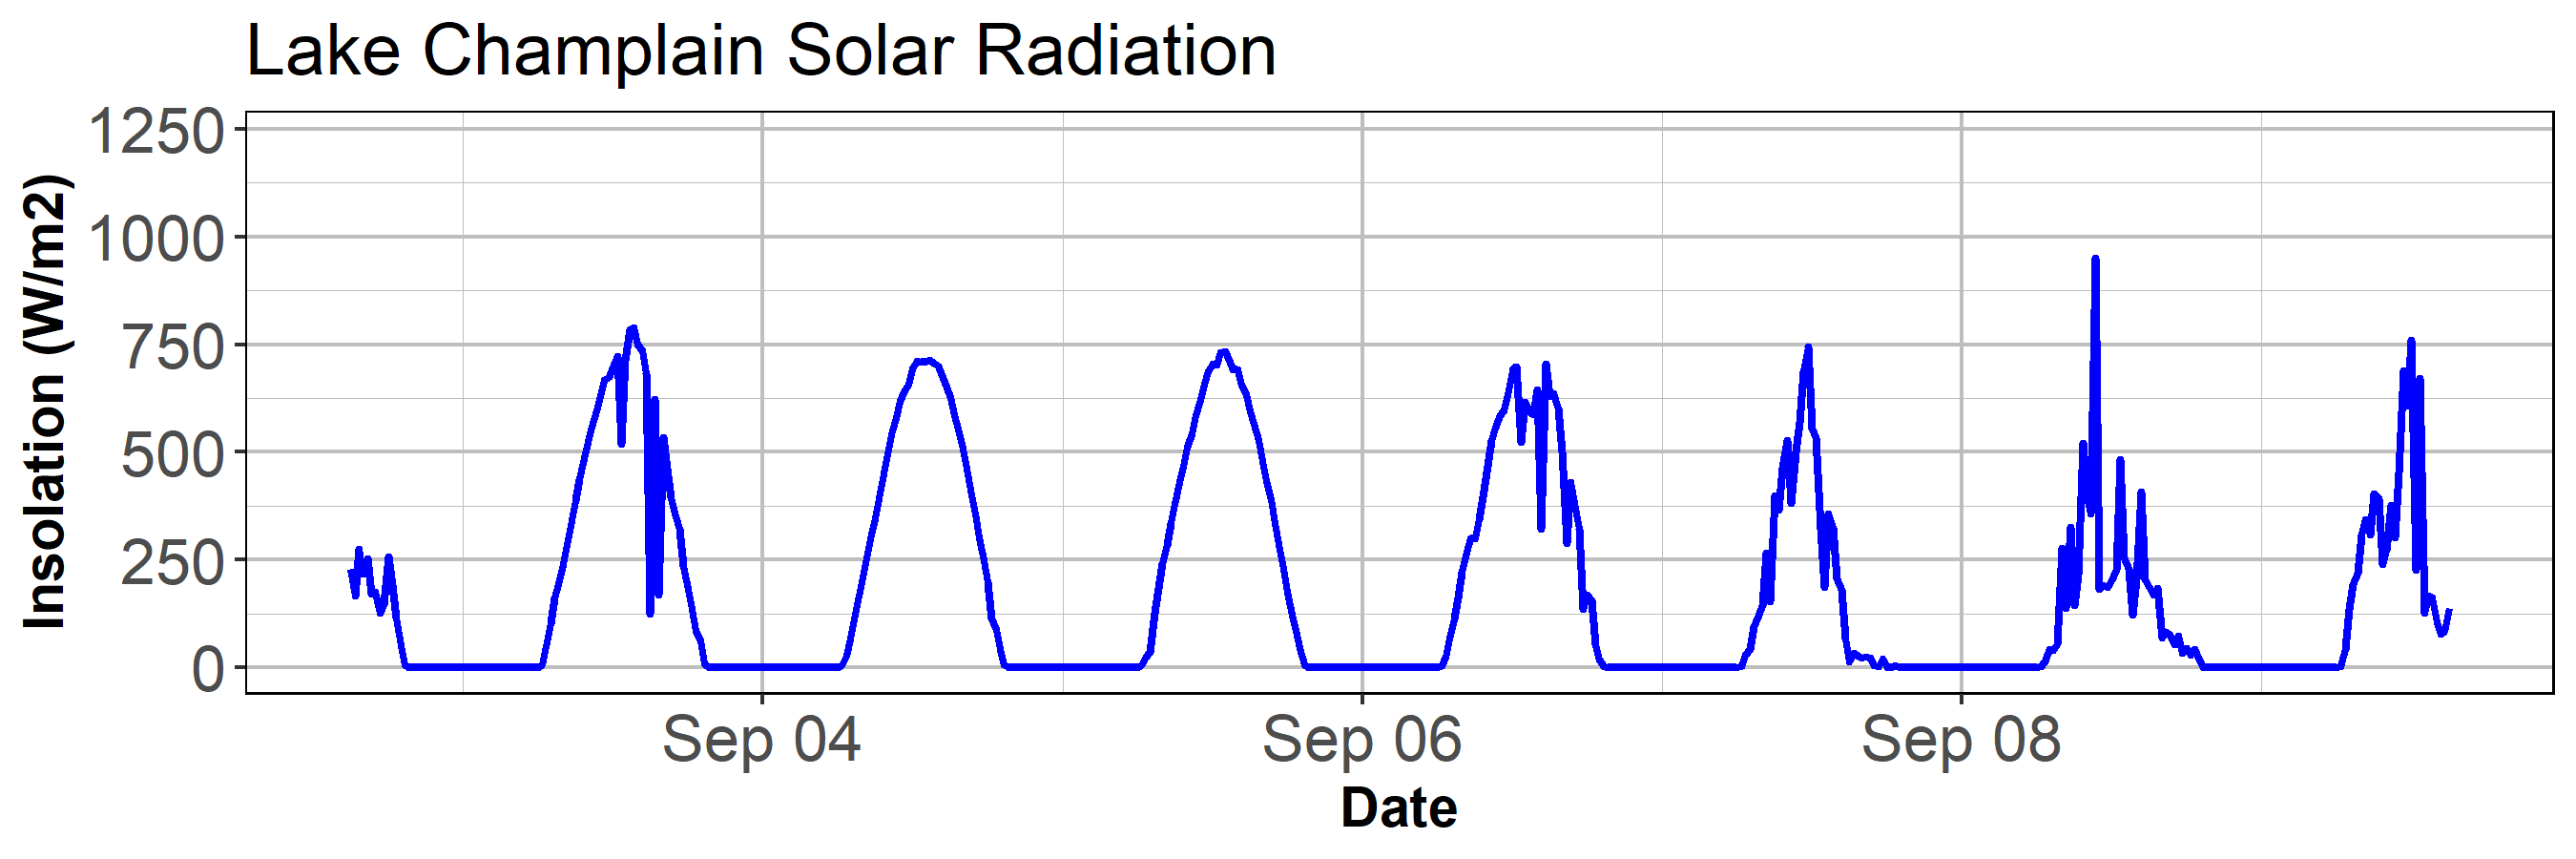 Lake Champlain Solar Radiation
1250
1000
750
500
250
0
Insolation (W/m2)
Sep 04
Sep 06
Sep 08
Date